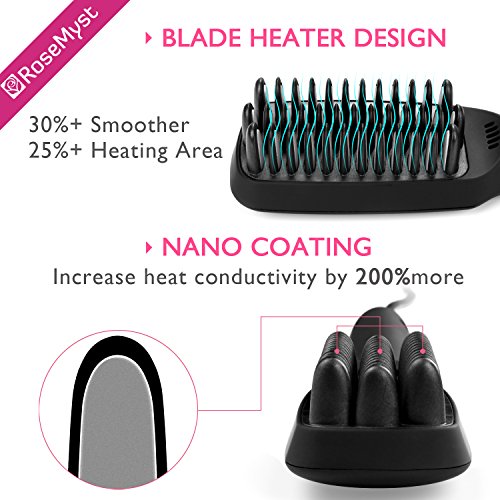 RoseMyst
BLADE HEATER DESIGN
30%+ Smoother
25%+ Heating Area
NANO COATING
Increase heat conductivity by 200%more